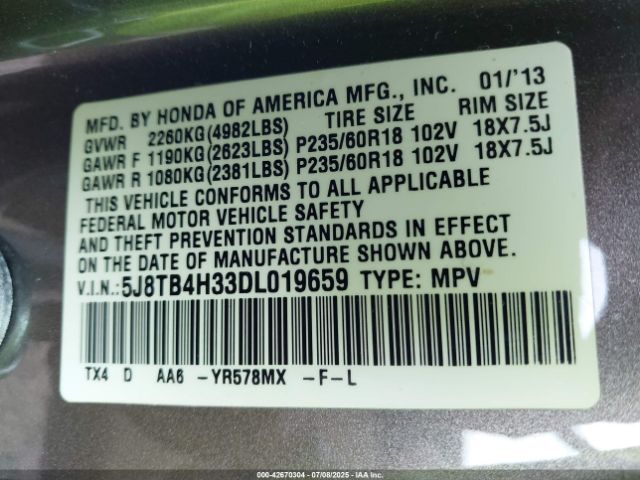 MFD. BY HONDA OF AMERICA MFG., INC. 01/'13
GVWR 2260KG(4982LBS) TIRE SIZE RIM SIZE
GAWR F 1190KG(2623LBS) P235/60R18 102V 18X7.5J
GAWR R 1080KG(2381LBS) P235/60R18 102V 18X7.5J
THIS VEHICLE CONFORMS TO ALL APPLICABLE
FEDERAL MOTOR VEHICLE SAFETY
AND THEFT PREVENTION STANDARDS IN EFFECT
ON THE DATE OF MANUFACTURE SHOWN ABOVE.
V.I.N.: 5J8TB4H33DL019659 TYPE: MPV
TX4 D AA6 -YR578MX -F-L
000-42670304 | 07/08/2025 - Copyright IAA, LLC